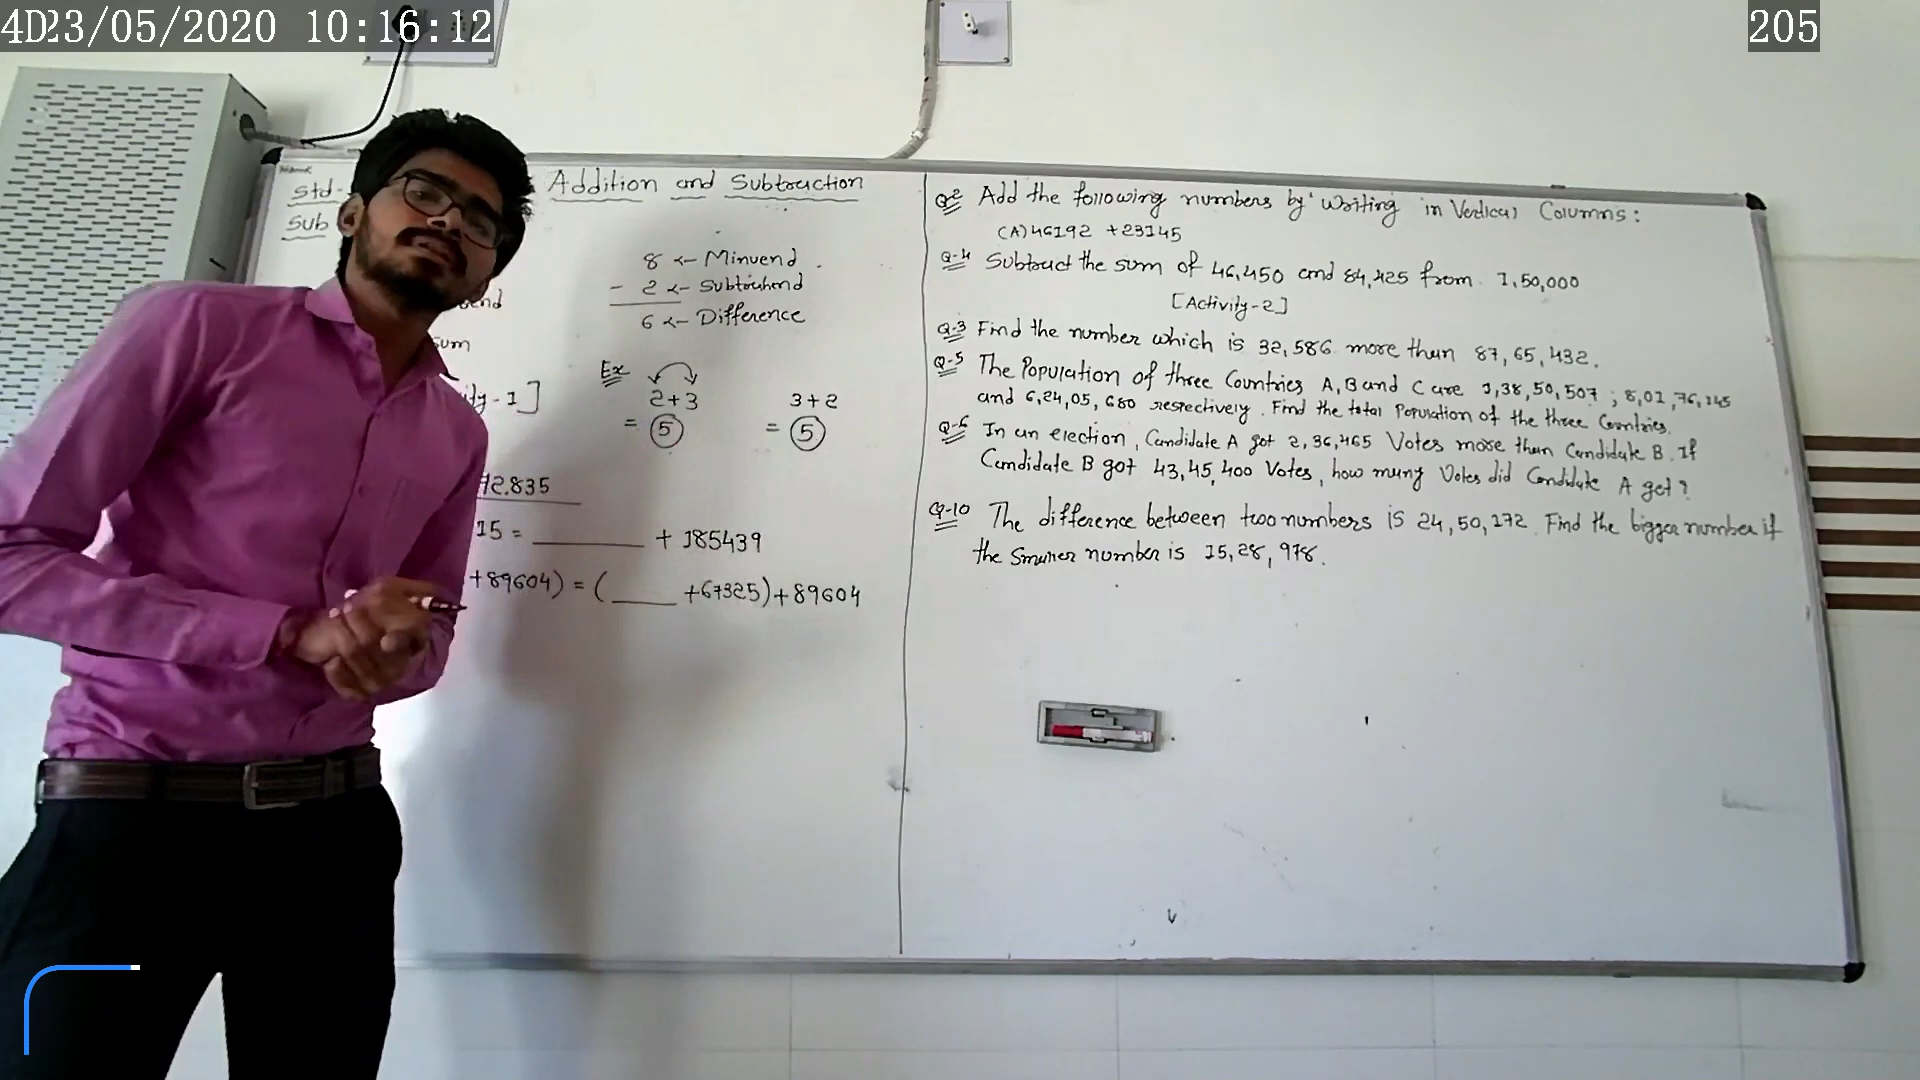 4D23/05/2020 10:16:12
205
Std-
Sub
Addition and Subtraction
8 <- Minuend
- 2 <- Subtrahend
6 <- Difference
end
sum
Ex
2+3
= 5
3+2
= 5
ity-1]
72,835
15 = ______ + 185439
+89604) = ( ____ +67325)+89604
Q-2 Add the following numbers by writing in Vertical Columns:
(A) 46192 +23145
Q-4 Subtract the sum of 46,450 and 84,425 from 1,50,000
[Activity-2]
Q-3 Find the number which is 32,586 more than 87,65,432.
Q-5 The Population of three Countries A, B and C are 1,38,50,507 ; 8,01,76,145
and 6,24,05,680 respectively. Find the total Population of the three Countries.
Q-6 In an election, Candidate A got 2,36,465 Votes more than Candidate B. If
Candidate B got 43,45,400 Votes, how many Votes did Candidate A get?
Q-10 The difference between two numbers is 24,50,172. Find the bigger number if
the Smaller number is 15,28,978.